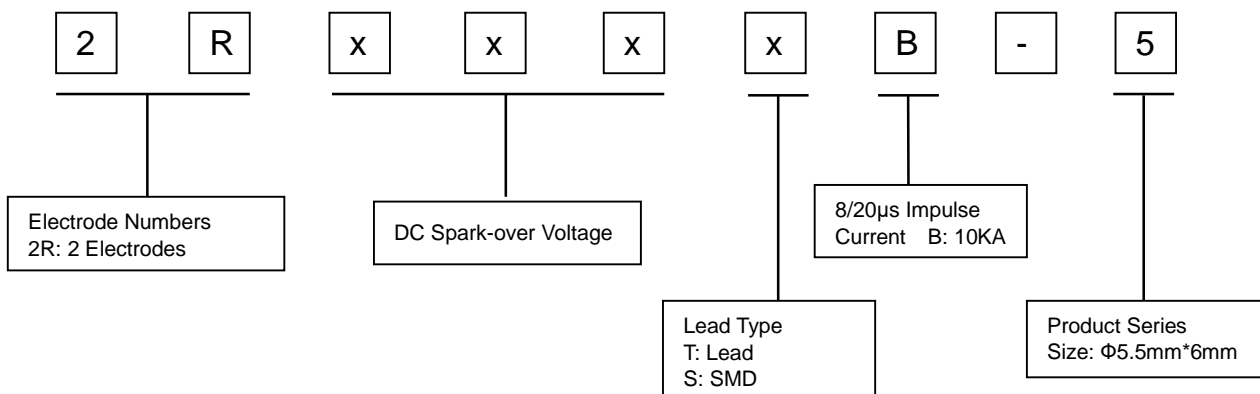 2 R x x x x B - 5
Electrode Numbers
2R: 2 Electrodes
DC Spark-over Voltage
8/20μs Impulse
Current B: 10KA
Lead Type
T: Lead
S: SMD
Product Series
Size: Φ5.5mm*6mm